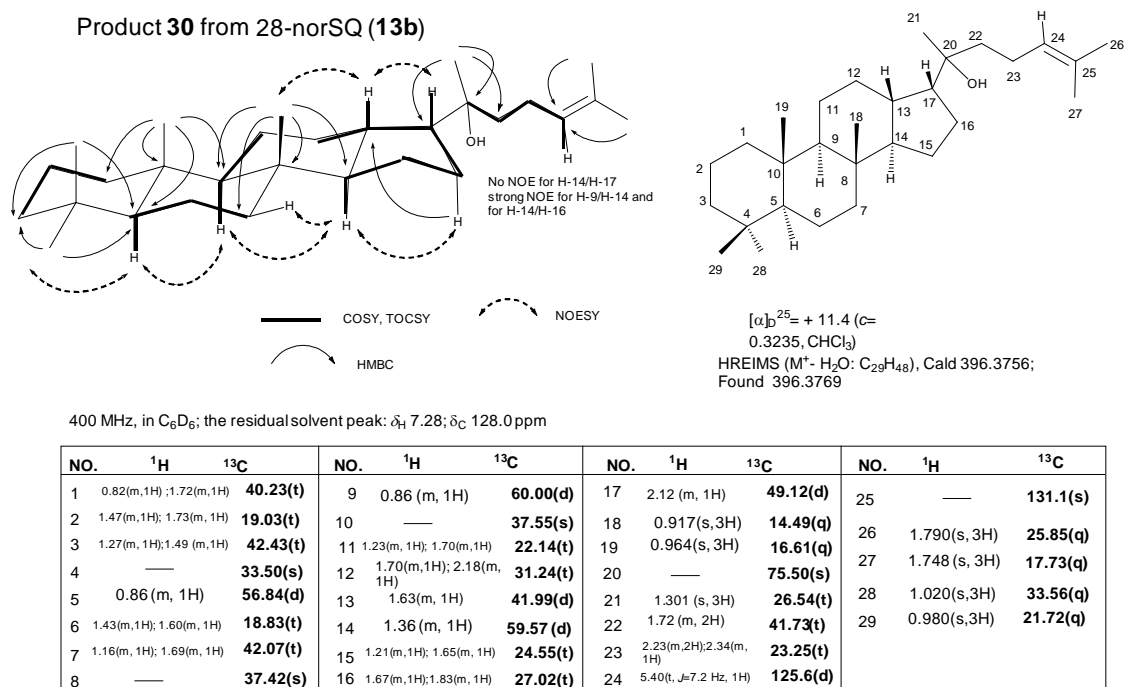 Product 30 from 28-norSQ (13b)
H
H
OH
H
H
H
H
H
H
No NOE for H-14/H-17
strong NOE for H-9/H-14 and
for H-14/H-16
COSY, TOCSY
NOESY
HMBC
21
22
H
24
26
20
OH
23
25
27
12
H
H
17
13
19
11
18
16
1
9
14
15
2
10
8
H
H
3
4
5
6
7
H
29
28
[α]D25= + 11.4 (c=
0.3235, CHCl3)
HREIMS (M+- H2O: C29H48), Cald 396.3756;
Found 396.3769
400 MHz, in C6D6; the residual solvent peak: δH 7.28; δC 128.0 ppm
NO. 1H 13C
1 0.82(m,1H) ;1.72(m,1H) 40.23(t)
2 1.47(m,1H); 1.73(m, 1H) 19.03(t)
3 1.27(m,1H);1.49 (m,1H) 42.43(t)
4 — 33.50(s)
5 0.86 (m, 1H) 56.84(d)
6 1.43(m,1H); 1.60(m, 1H) 18.83(t)
7 1.16(m,1H); 1.69(m, 1H) 42.07(t)
8 — 37.42(s)
NO. 1H 13C
9 0.86 (m, 1H) 60.00(d)
10 — 37.55(s)
11 1.23(m, 1H); 1.70(m,1H) 22.14(t)
12 1.70(m,1H); 2.18(m,
1H) 31.24(t)
13 1.63(m, 1H) 41.99(d)
14 1.36 (m, 1H) 59.57 (d)
15 1.21(m,1H); 1.65(m, 1H) 24.55(t)
16 1.67(m,1H);1.83(m, 1H) 27.02(t)
NO. 1H 13C
17 2.12 (m, 1H) 49.12(d)
18 0.917(s,3H) 14.49(q)
19 0.964(s,3H) 16.61(q)
20 — 75.50(s)
21 1.301 (s, 3H) 26.54(t)
22 1.72 (m, 2H) 41.73(t)
23 2.23(m,2H);2.34(m,
1H) 23.25(t)
24 5.40(t, J=7.2 Hz, 1H) 125.6(d)
NO. 1H 13C
25 — 131.1(s)
26 1.790(s, 3H) 25.85(q)
27 1.748 (s, 3H) 17.73(q)
28 1.020(s,3H) 33.56(q)
29 0.980(s,3H) 21.72(q)